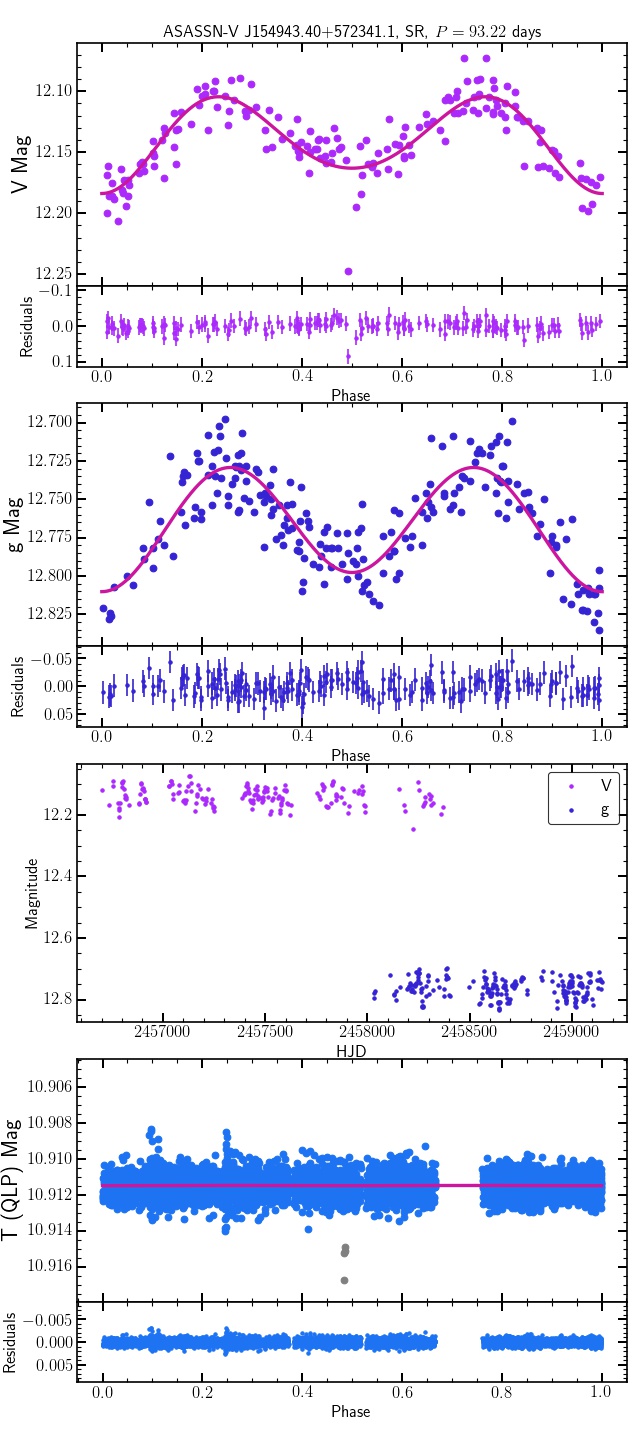 ASASSN-V J154943.40+572341.1, SR, P = 93.22 days
12.10
12.15
12.20
12.25
V Mag
−0.1
0.0
0.1
Residuals
0.0 0.2 0.4 0.6 0.8 1.0
Phase
12.700
12.725
12.750
12.775
12.800
12.825
g Mag
−0.05
0.00
0.05
Residuals
0.0 0.2 0.4 0.6 0.8 1.0
Phase
V
g
12.2
12.4
12.6
12.8
Magnitude
2457000 2457500 2458000 2458500 2459000
HJD
10.906
10.908
10.910
10.912
10.914
10.916
T (QLP) Mag
−0.005
0.000
0.005
Residuals
0.0 0.2 0.4 0.6 0.8 1.0
Phase